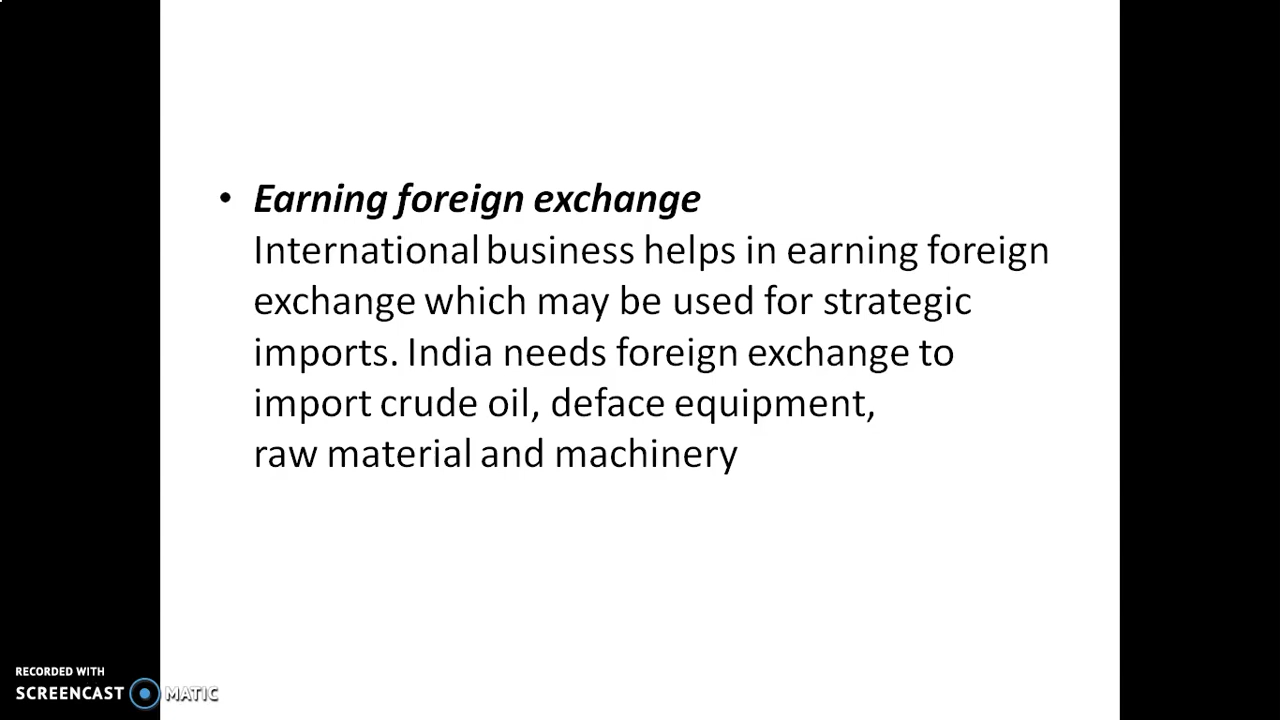 • Earning foreign exchange
International business helps in earning foreign
exchange which may be used for strategic
imports. India needs foreign exchange to
import crude oil, deface equipment,
raw material and machinery
RECORDED WITH
SCREENCAST MATIC